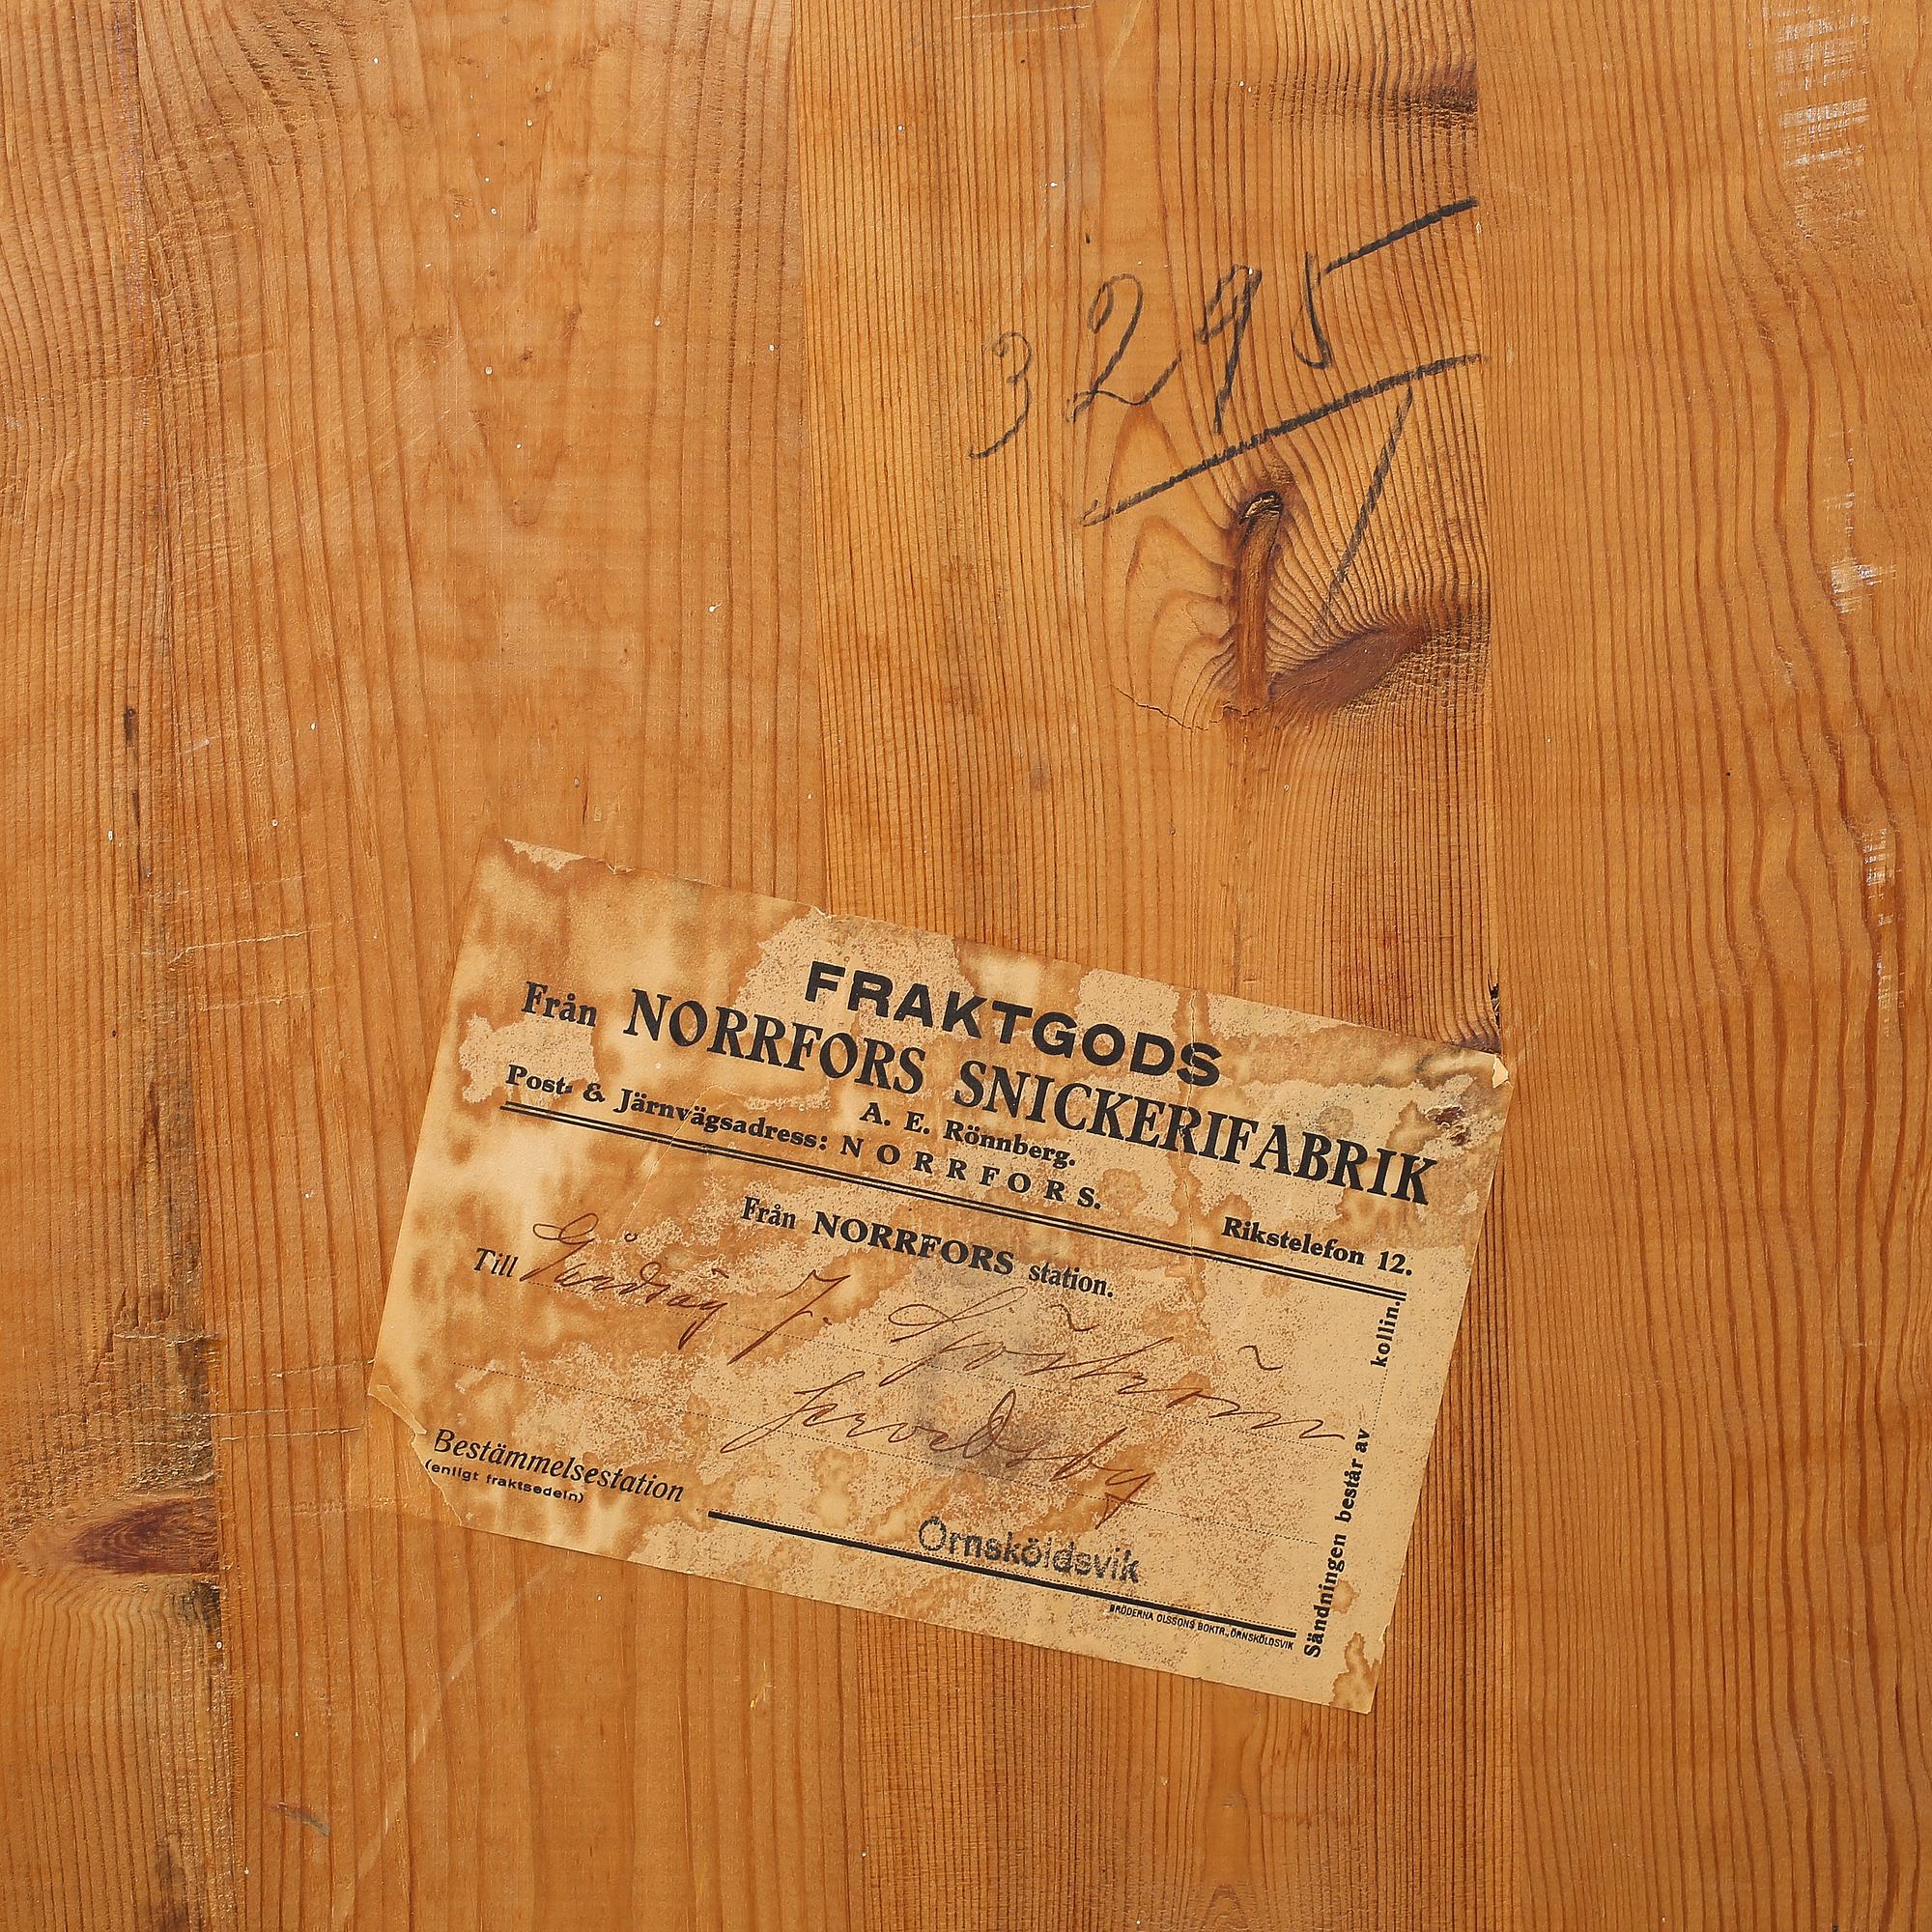 3295
FRAKTGODS
Från NORRFORS SNICKERIFABRIK
A. E. Rönnberg.
Post- & Järnvägsadress: NORRFORS.
Rikstelefon 12.
Från NORRFORS station.
Till J. Sjöström
Bestämmelsestation
(enligt fraktsedeln)
Örnsköldsvik
BRÖDERNA OLSSONS BOKTR., ÖRNSKÖLDSVIK
Sändningen består av kollin.